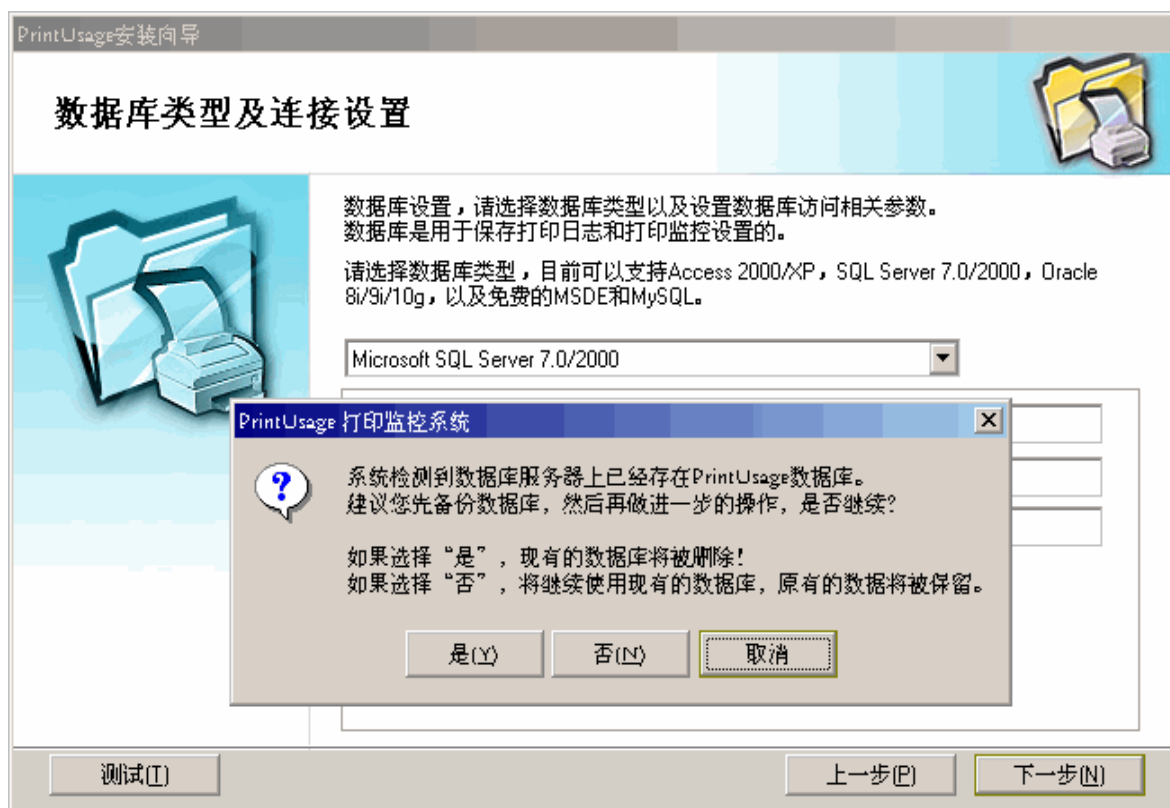 PrintUsage安装向导
数据库类型及连接设置
数据库设置，请选择数据库类型以及设置数据库访问相关参数。
数据库是用于保存打印日志和打印监控设置的。
请选择数据库类型，目前可以支持Access 2000/XP，SQL Server 7.0/2000，Oracle
8i/9i/10g，以及免费的MSDE和MySQL。
Microsoft SQL Server 7.0/2000
PrintUsage 打印监控系统
系统检测到数据库服务器上已经存在PrintUsage数据库。
建议您先备份数据库，然后再做进一步的操作，是否继续？
如果选择“是”，现有的数据库将被删除！
如果选择“否”，将继续使用现有的数据库，原有的数据将被保留。
是(Y) 否(N) 取消
测试(T) 上一步(P) 下一步(N)